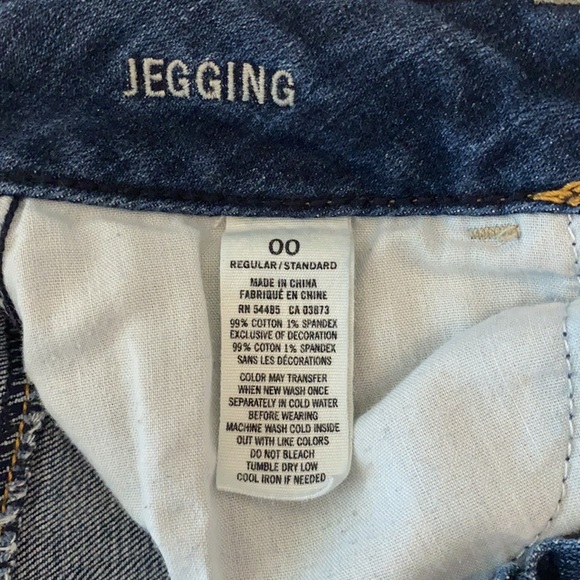 JEGGING
00
REGULAR/STANDARD
MADE IN CHINA
FABRIQUÉ EN CHINE
RN 54485 CA 03873
99% COTTON 1% SPANDEX
EXCLUSIVE OF DECORATION
99% COTTON 1% SPANDEX
SANS LES DÉCORATIONS
COLOR MAY TRANSFER
WHEN NEW WASH ONCE
SEPARATELY IN COLD WATER
BEFORE WEARING
MACHINE WASH COLD INSIDE
OUT WITH LIKE COLORS
DO NOT BLEACH
TUMBLE DRY LOW
COOL IRON IF NEEDED